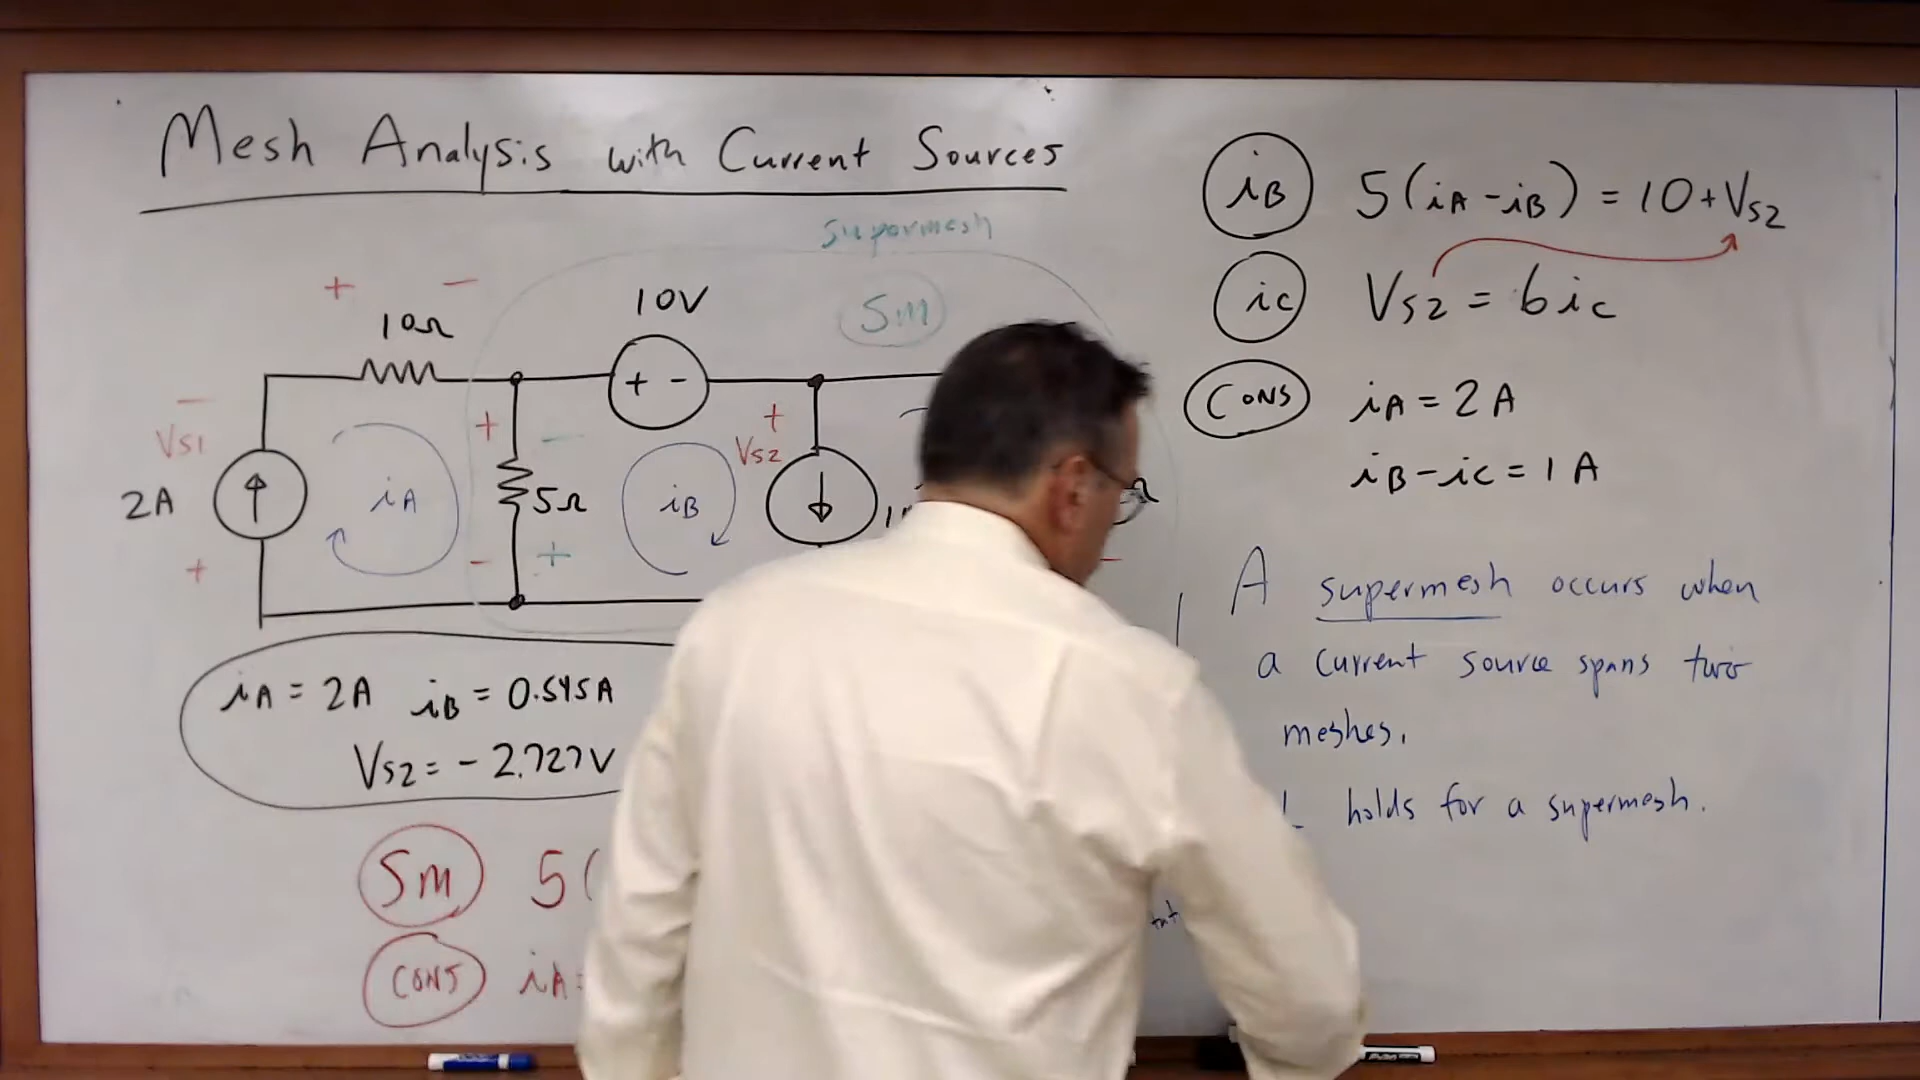 Mesh Analysis with Current Sources
supermesh
Sm
+ -
10Ω
10V
+ -
-
Vs1
2A
+
iA
+ -
5Ω
- +
iB
+
Vs2
iA = 2A iB = 0.545A
Vs2 = - 2.727V
Sm 5(
CONS iA =
iB 5(iA - iB) = 10 + Vs2
iC Vs2 = 6iC
CONS iA = 2A
iB - iC = 1A
A supermesh occurs when
a current source spans two
meshes.
holds for a supermesh.